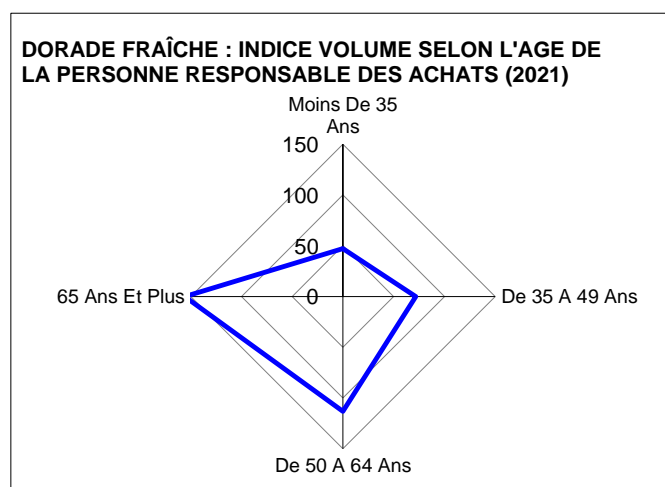 DORADE FRAÎCHE : INDICE VOLUME SELON L'AGE DE
LA PERSONNE RESPONSABLE DES ACHATS (2021)
Moins De 35
Ans
150
100
50
0
65 Ans Et Plus
De 35 A 49 Ans
De 50 A 64 Ans